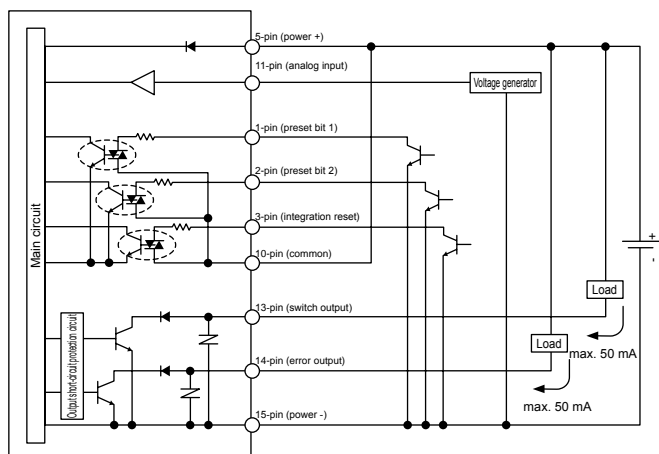 5-pin (power +)
11-pin (analog input)
Voltage generator
1-pin (preset bit 1)
2-pin (preset bit 2)
3-pin (integration reset)
10-pin (common)
Main circuit
+
-
13-pin (switch output)
Load
Output short-circuit protection circuit
Load
max. 50 mA
14-pin (error output)
max. 50 mA
15-pin (power -)